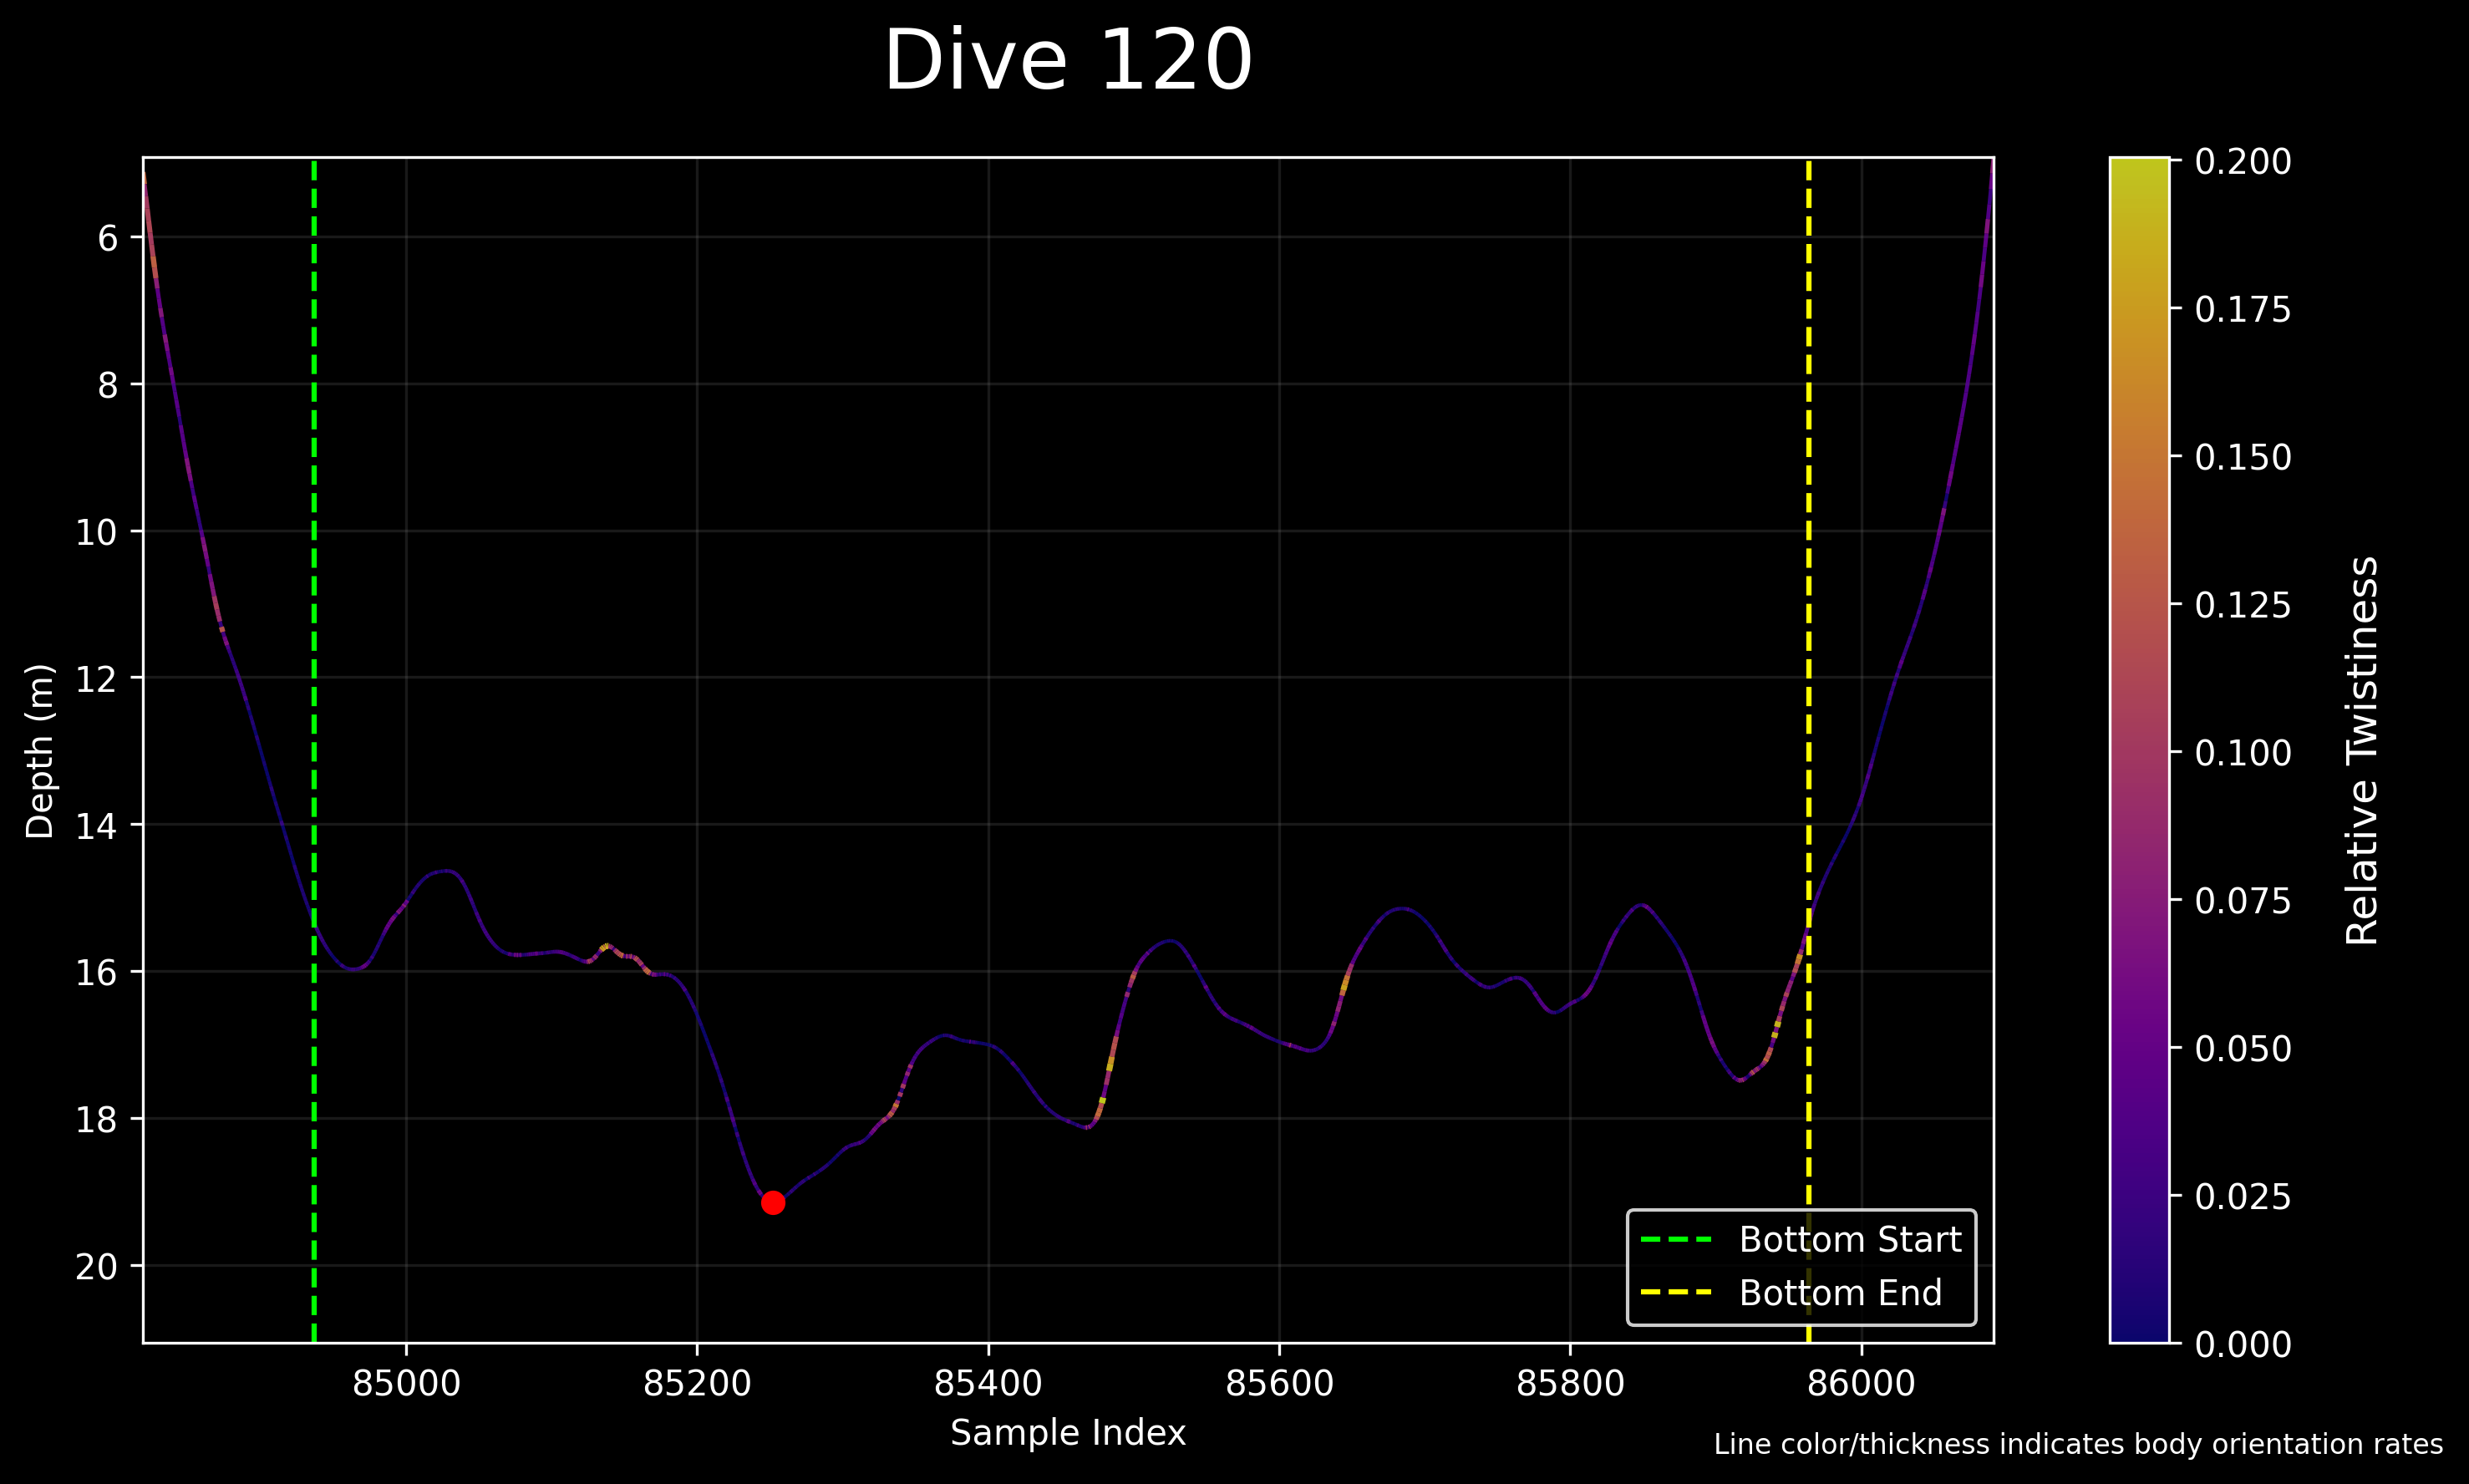 Dive 120
Depth (m)
6
8
10
12
14
16
18
20
85000 85200 85400 85600 85800 86000
Sample Index
Bottom Start
Bottom End
0.200
0.175
0.150
0.125
0.100
0.075
0.050
0.025
0.000
Relative Twistiness
Line color/thickness indicates body orientation rates